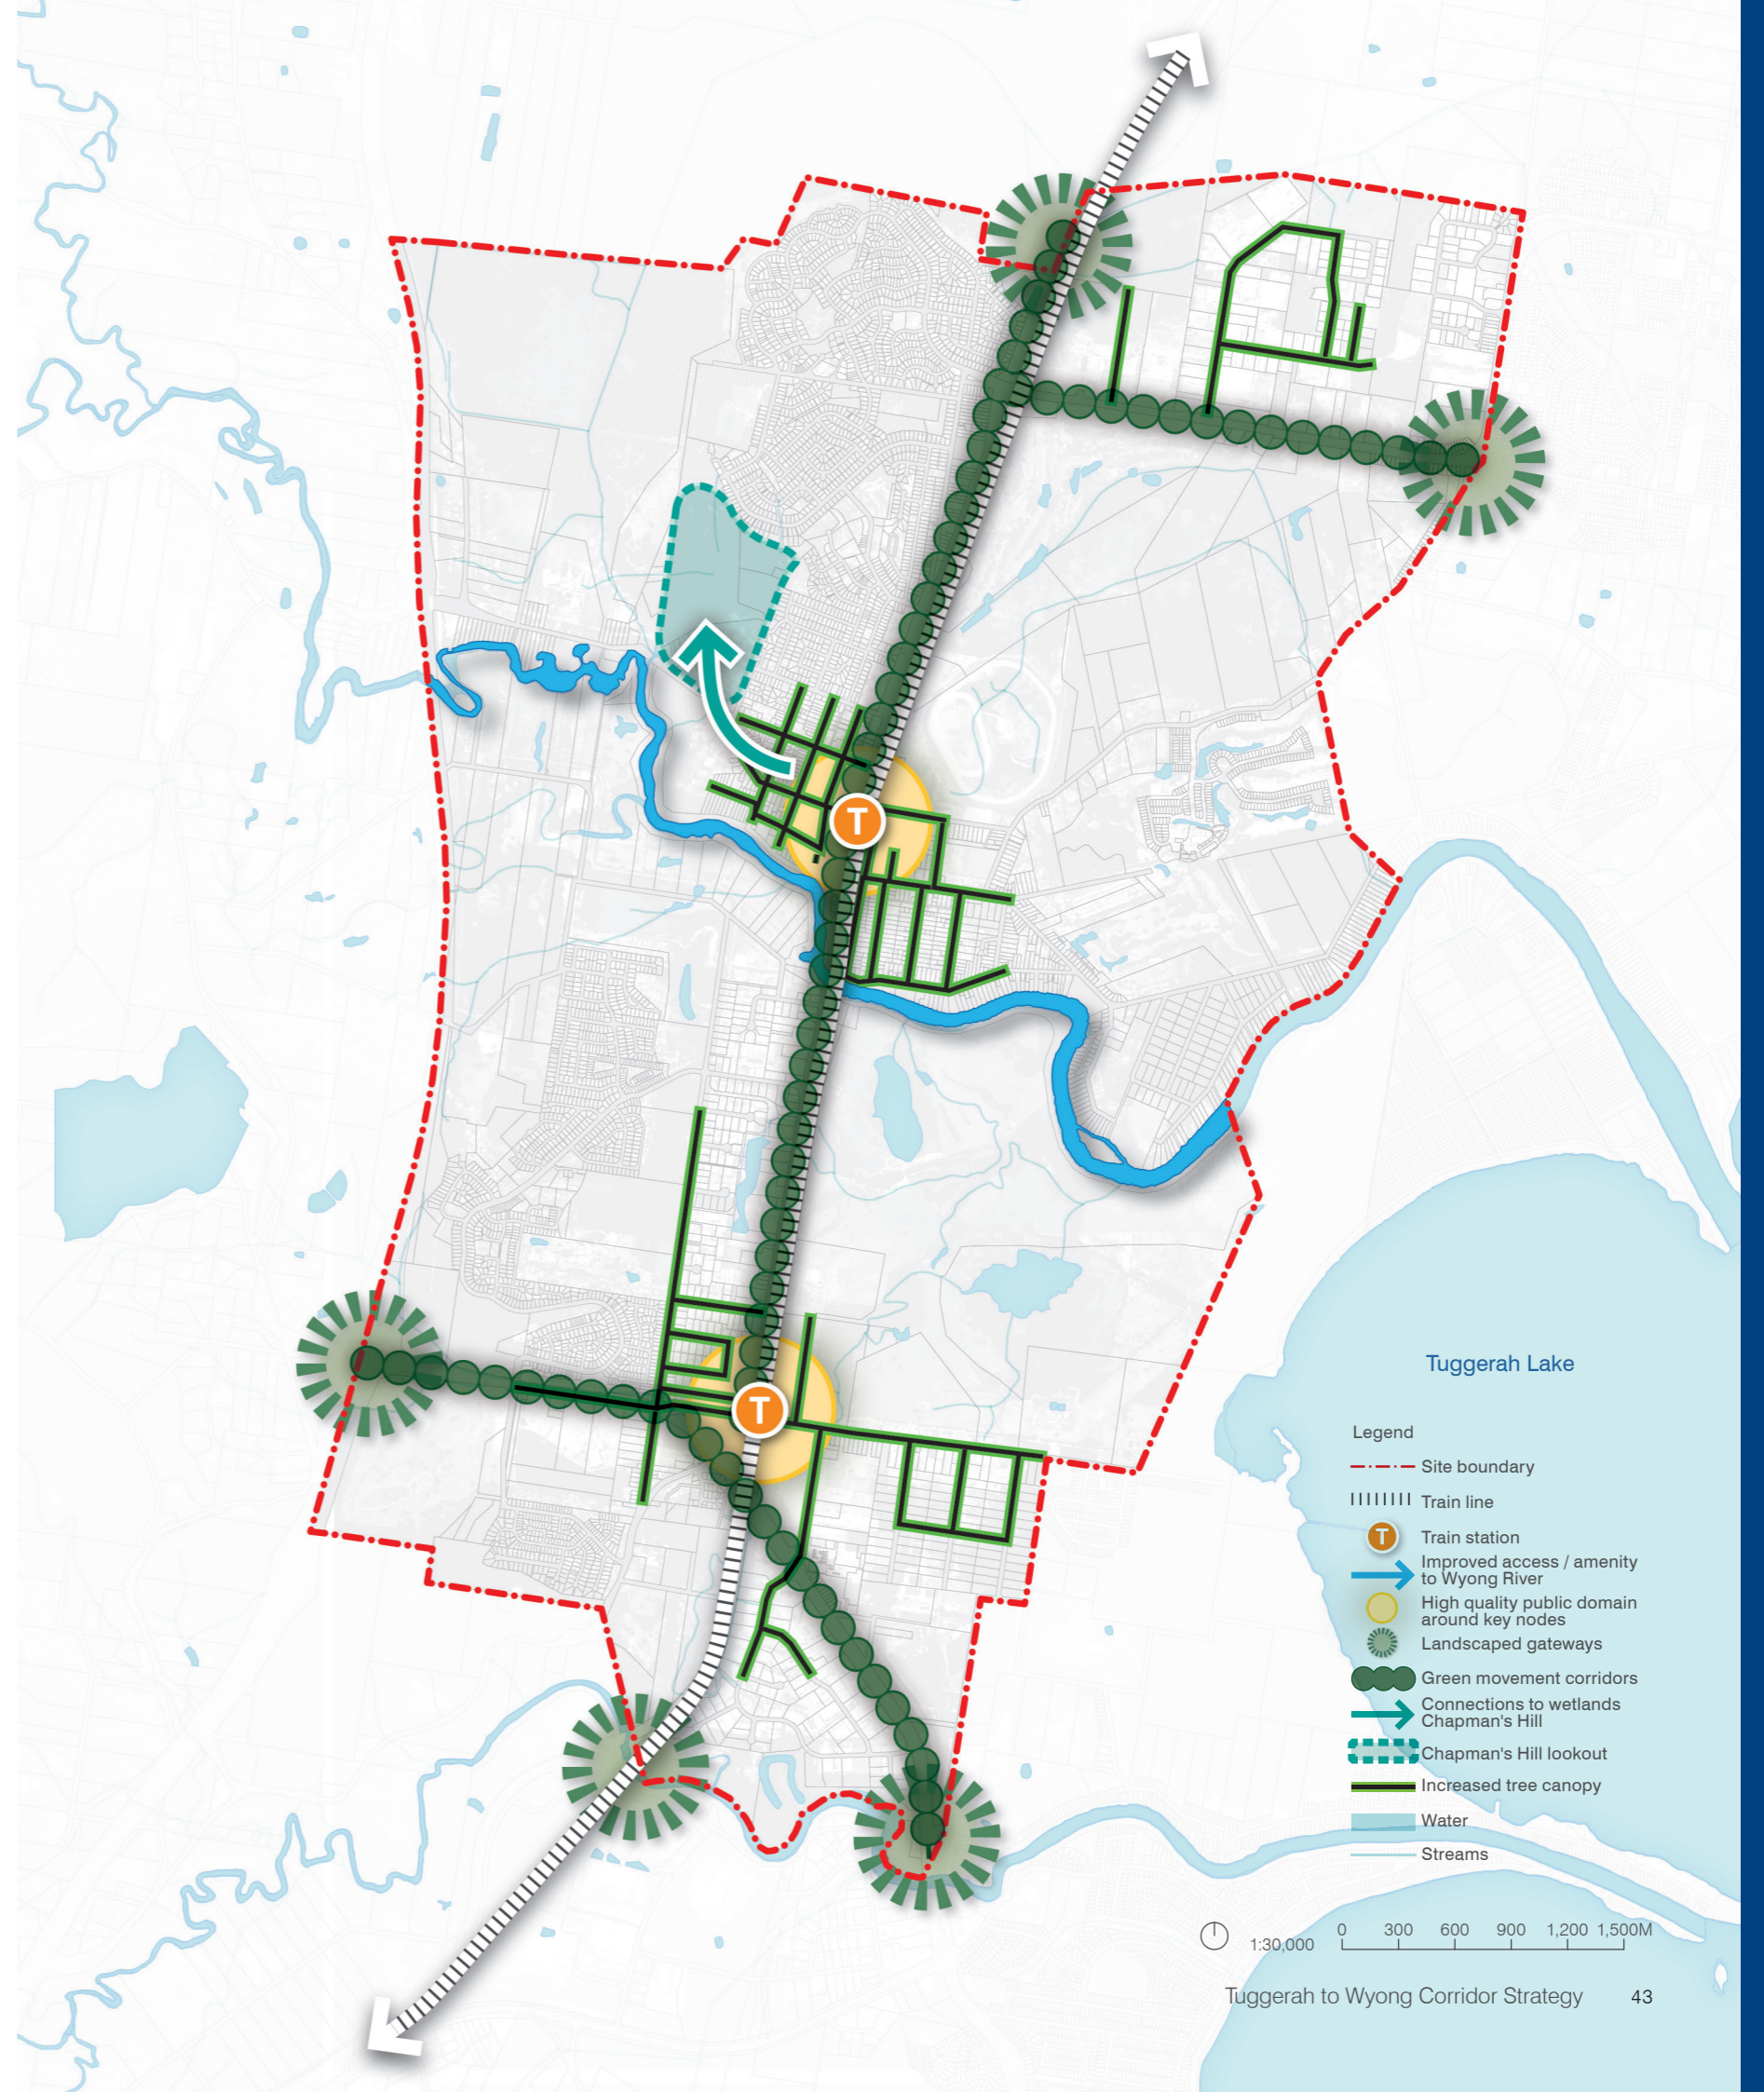 T
T
Tuggerah Lake
Legend
Site boundary
Train line
T Train station
Improved access / amenity
to Wyong River
High quality public domain
around key nodes
Landscaped gateways
Green movement corridors
Connections to wetlands
Chapman's Hill
Chapman's Hill lookout
Increased tree canopy
Water
Streams
1:30,000 0 300 600 900 1,200 1,500M
Tuggerah to Wyong Corridor Strategy 43